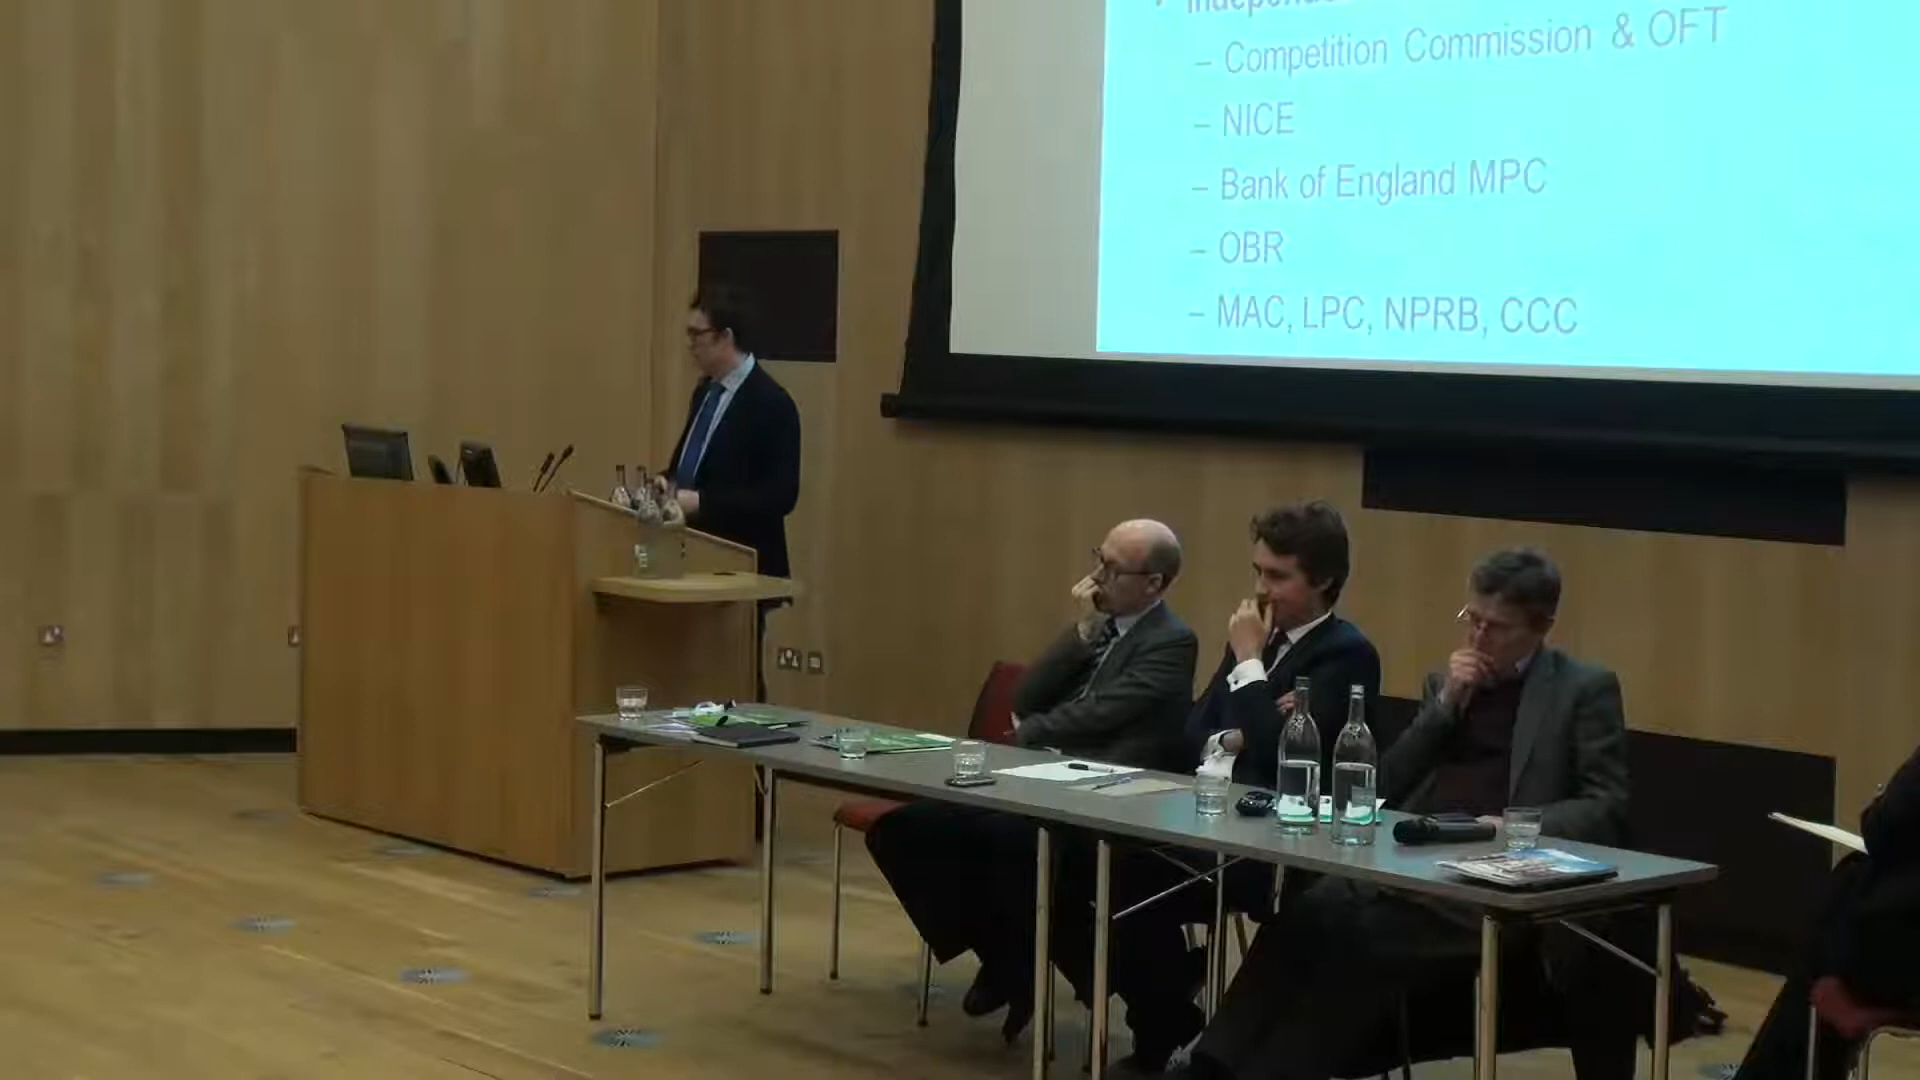 – Competition Commission & OFT
– NICE
– Bank of England MPC
– OBR
– MAC, LPC, NPRB, CCC